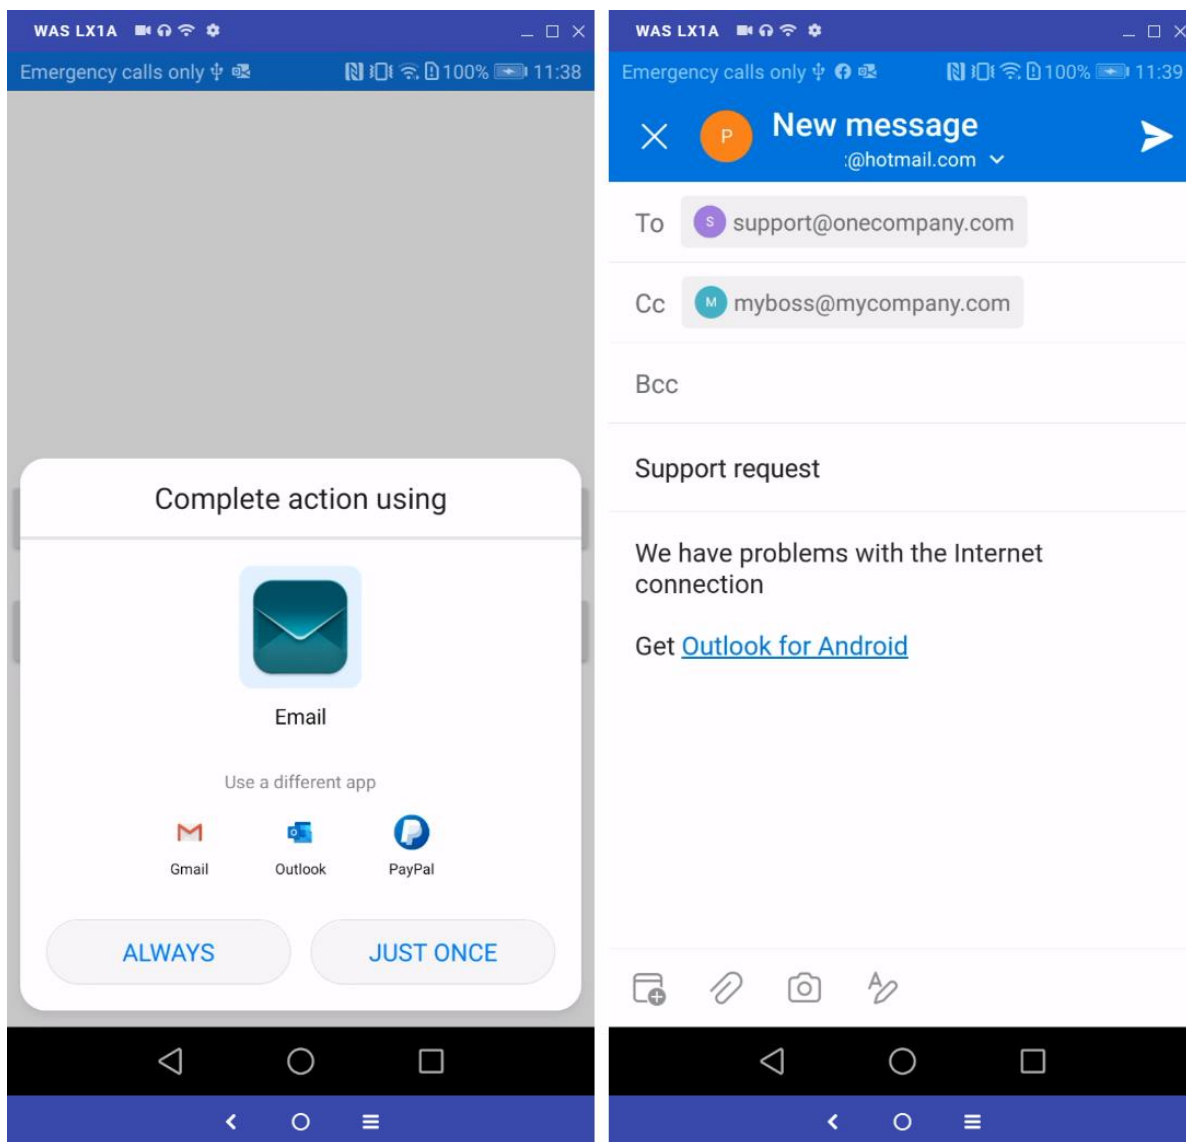 WAS LX1A
Emergency calls only 100% 11:38
Complete action using
Email
Use a different app
Gmail Outlook PayPal
ALWAYS JUST ONCE
WAS LX1A
Emergency calls only 100% 11:39
P New message
:@hotmail.com
To S support@onecompany.com
Cc M myboss@mycompany.com
Bcc
Support request
We have problems with the Internet
connection
Get Outlook for Android